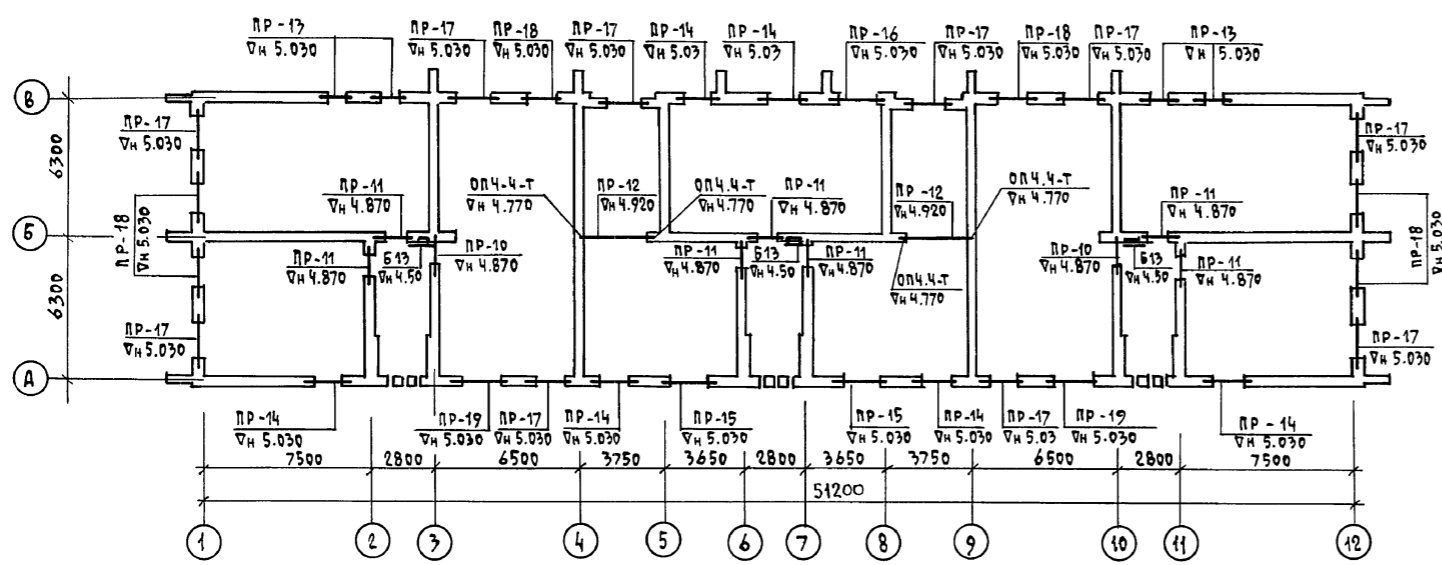 ПР-13
∇н 5.030
ПР-17
∇н 5.030
ПР-18
∇н 5.030
ПР-17
∇н 5.030
ПР-14
∇н 5.03
ПР-14
∇н 5.03
ПР-16
∇н 5.030
ПР-17
∇н 5.030
ПР-18
∇н 5.030
ПР-17
∇н 5.030
ПР-13
∇н 5.030
В
ПР-17
∇н 5.030
ПР-17
∇н 5.030
6300
ПР-11
∇н 4.870
ОП4-4-Т
∇н 4.770
ПР-12
∇н 4.920
ОП4.4-Т
∇н 4.770
ПР-11
∇н 4.870
ПР-12
∇н 4.920
ОП4.4-Т
∇н 4.770
ПР-11
∇н 4.870
ПР-18
∇н 5.030
ПР-18
∇н 5.030
Б
ПР-11
∇н 4.870
Б13
∇н 4.50
ПР-10
∇н 4.870
ПР-11
∇н 4.870
Б13
∇н 4.50
ПР-11
∇н 4.870
ОП4.4-Т
∇н 4.770
ПР-10
∇н 4.870
Б13
∇н 4.50
ПР-11
∇н 4.870
6300
ПР-17
∇н 5.030
ПР-17
∇н 5.030
А
ПР-14
∇н 5.030
ПР-19
∇н 5.030
ПР-17
∇н 5.030
ПР-14
∇н 5.030
ПР-15
∇н 5.030
ПР-15
∇н 5.030
ПР-14
∇н 5.030
ПР-17
∇н 5.03
ПР-19
∇н 5.030
ПР-14
∇н 5.030
7500 2800 6500 3750 3650 2800 3650 3750 6500 2800 7500
51200
1 2 3 4 5 6 7 8 9 10 11 12